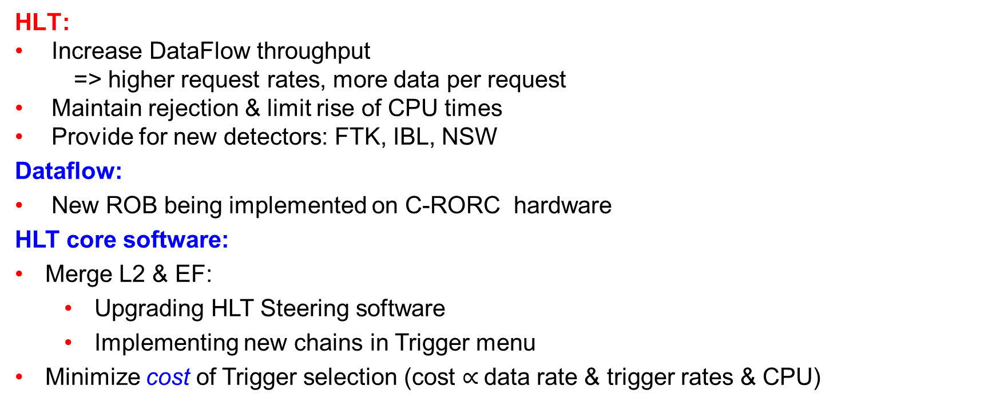 HLT:
• Increase DataFlow throughput
=> higher request rates, more data per request
• Maintain rejection & limit rise of CPU times
• Provide for new detectors: FTK, IBL, NSW
Dataflow:
• New ROB being implemented on C-RORC hardware
HLT core software:
• Merge L2 & EF:
• Upgrading HLT Steering software
• Implementing new chains in Trigger menu
• Minimize cost of Trigger selection (cost ∝ data rate & trigger rates & CPU)